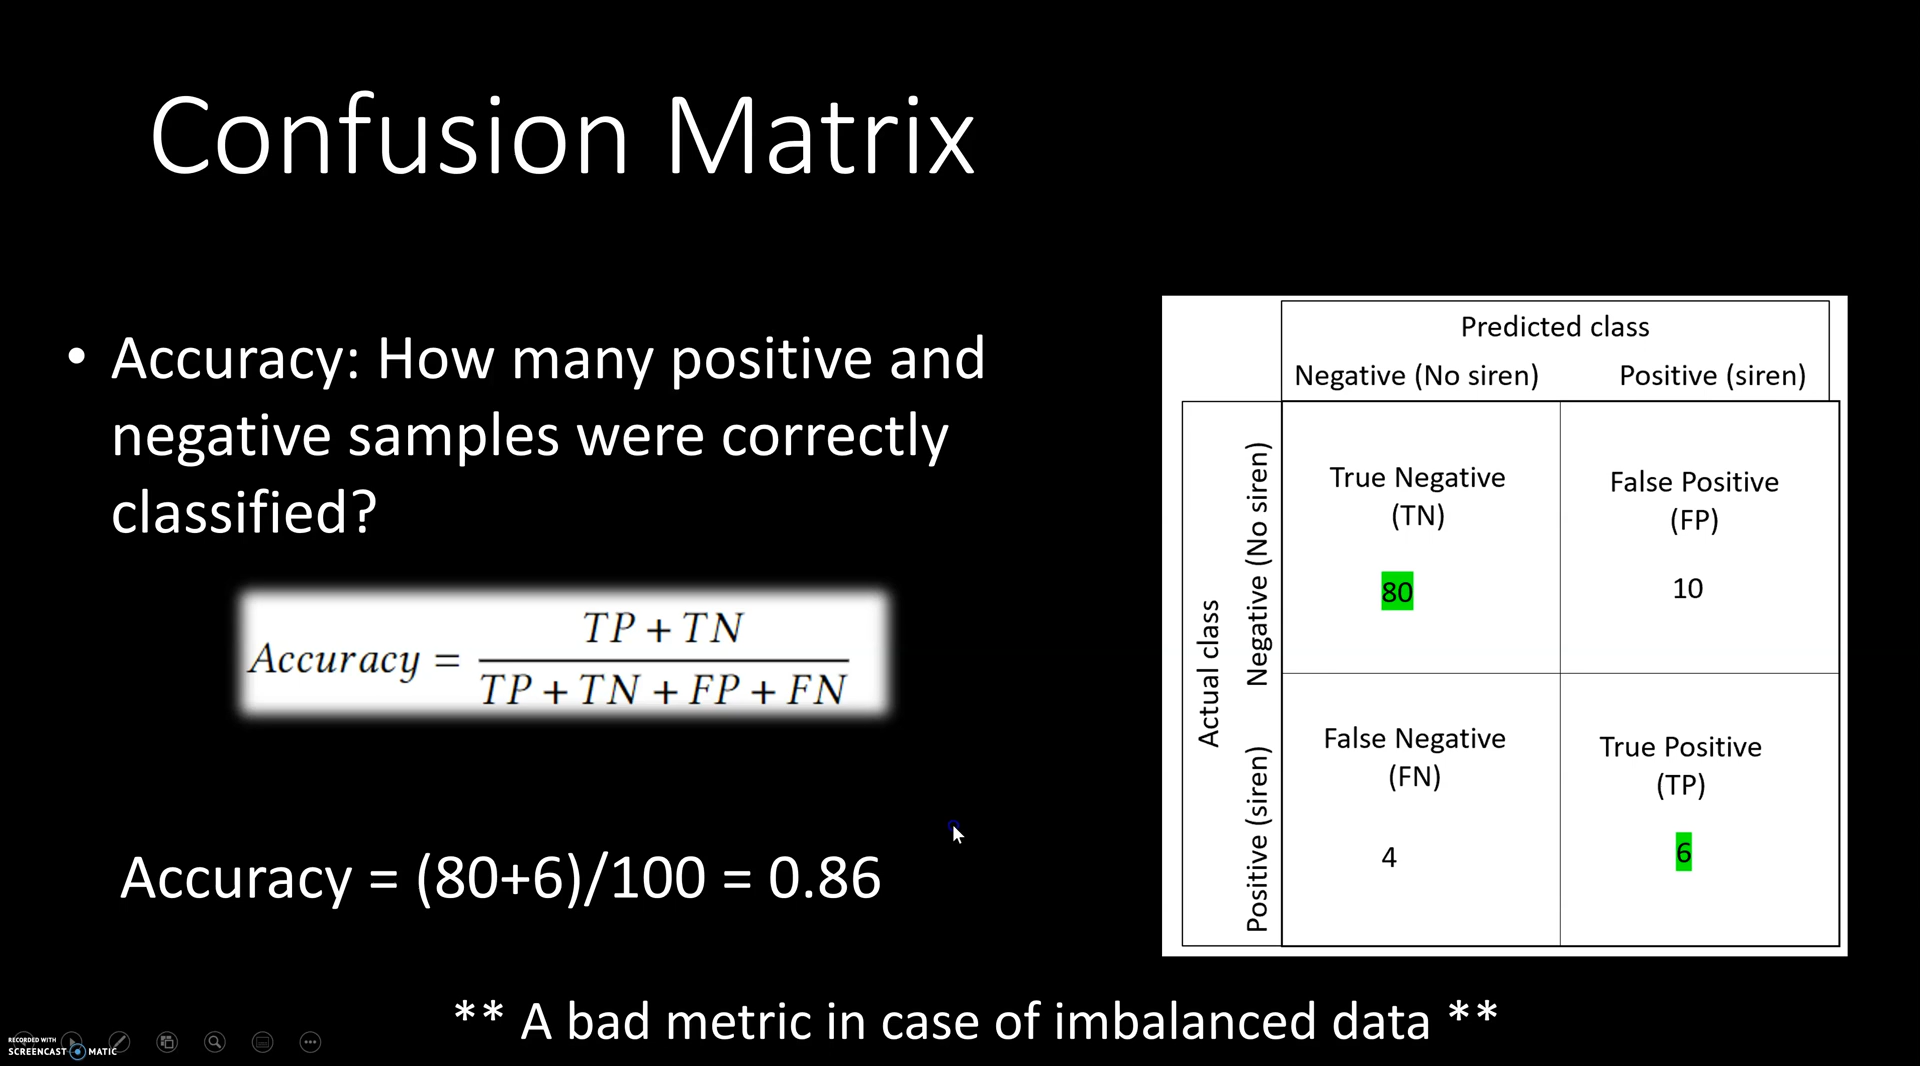 Confusion Matrix
• Accuracy: How many positive and
negative samples were correctly
classified?
Accuracy = TP + TN
TP + TN + FP + FN
Accuracy = (80+6)/100 = 0.86
Predicted class
Negative (No siren) Positive (siren)
Actual class
Negative (No siren)
Positive (siren)
True Negative
(TN)
80
False Positive
(FP)
10
False Negative
(FN)
4
True Positive
(TP)
6
** A bad metric in case of imbalanced data **
RECORDED WITH
SCREENCAST MATIC